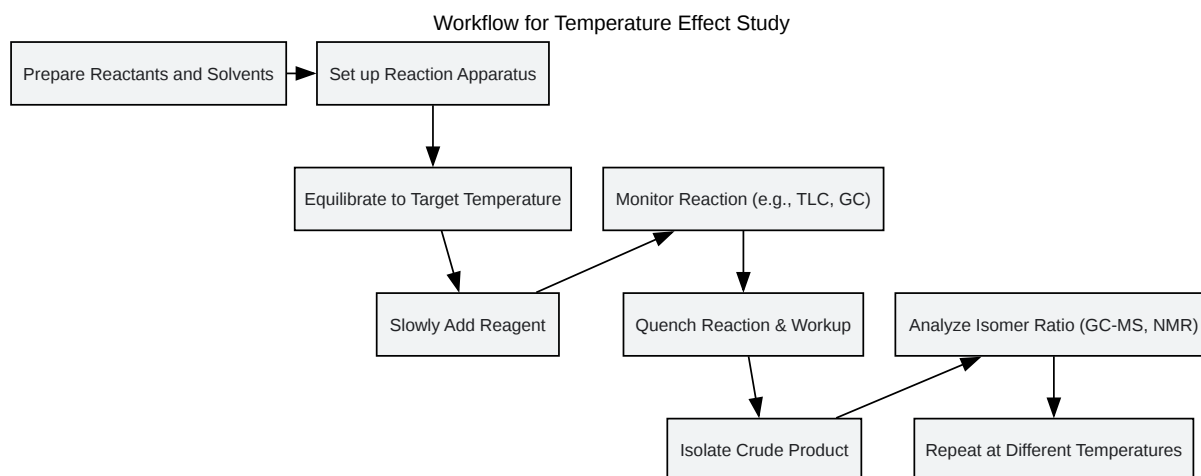 Workflow for Temperature Effect Study
Prepare Reactants and Solvents
Set up Reaction Apparatus
Equilibrate to Target Temperature
Slowly Add Reagent
Monitor Reaction (e.g., TLC, GC)
Quench Reaction & Workup
Isolate Crude Product
Analyze Isomer Ratio (GC-MS, NMR)
Repeat at Different Temperatures